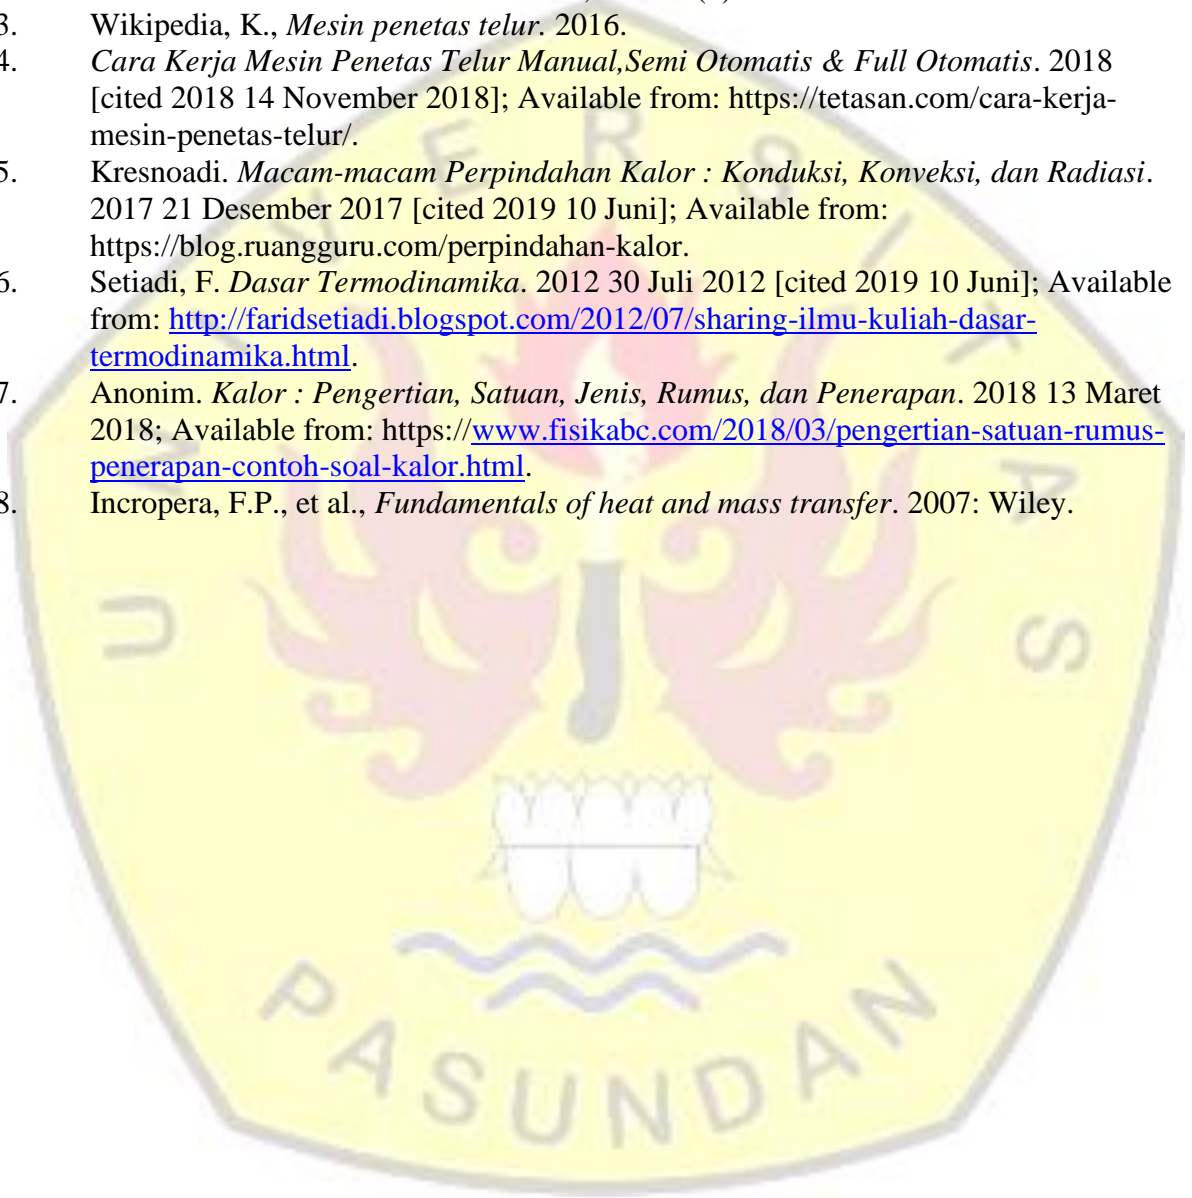 3. Wikipedia, K., Mesin penetas telur. 2016.
4. Cara Kerja Mesin Penetas Telur Manual,Semi Otomatis & Full Otomatis. 2018
[cited 2018 14 November 2018]; Available from: https://tetasan.com/cara-kerja-
mesin-penetas-telur/.
5. Kresnoadi. Macam-macam Perpindahan Kalor : Konduksi, Konveksi, dan Radiasi.
2017 21 Desember 2017 [cited 2019 10 Juni]; Available from:
https://blog.ruangguru.com/perpindahan-kalor.
6. Setiadi, F. Dasar Termodinamika. 2012 30 Juli 2012 [cited 2019 10 Juni]; Available
from: http://faridsetiadi.blogspot.com/2012/07/sharing-ilmu-kuliah-dasar-
termodinamika.html.
7. Anonim. Kalor : Pengertian, Satuan, Jenis, Rumus, dan Penerapan. 2018 13 Maret
2018; Available from: https://www.fisikabc.com/2018/03/pengertian-satuan-rumus-
penerapan-contoh-soal-kalor.html.
8. Incropera, F.P., et al., Fundamentals of heat and mass transfer. 2007: Wiley.
UNIVERSITAS
PASUNDAN